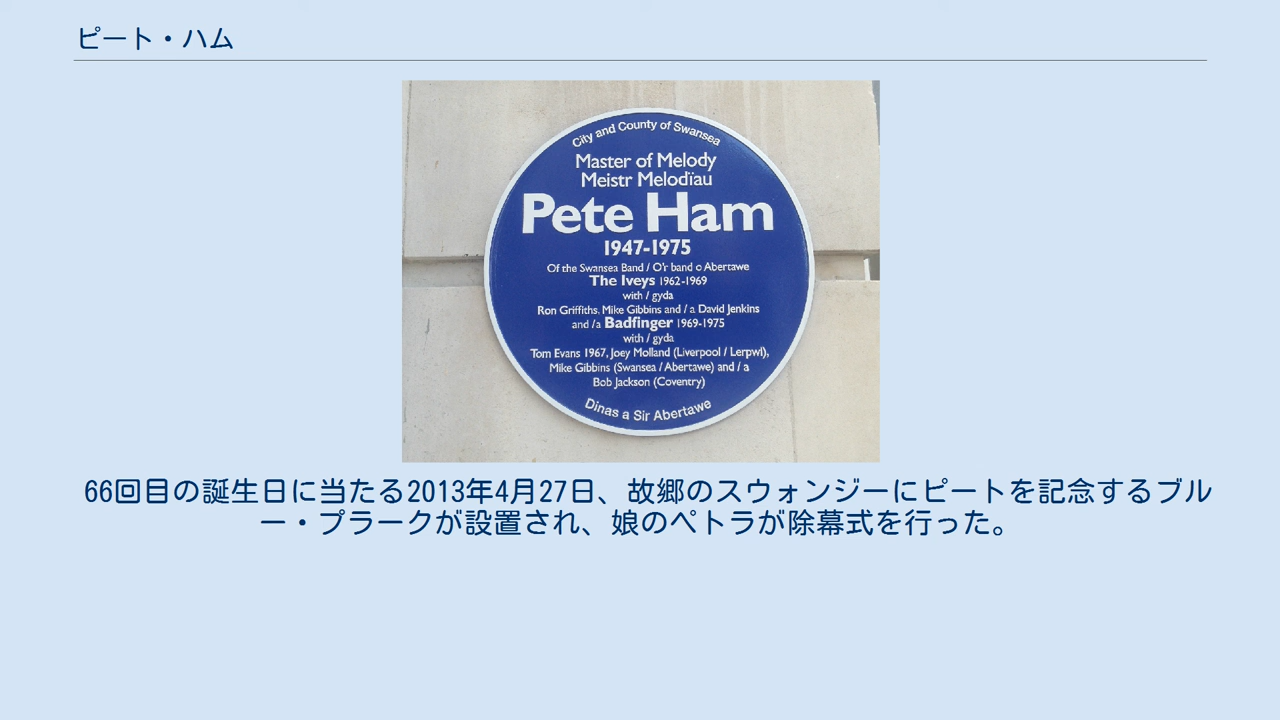 ピート・ハム
City and County of Swansea
Master of Melody
Meistr Melodïau
Pete Ham
1947-1975
Of the Swansea Band / O'r band o Abertawe
The Iveys 1962-1969
with / gyda
Ron Griffiths, Mike Gibbins and / a David Jenkins
and /a Badfinger 1969-1975
with / gyda
Tom Evans 1967, Joey Molland (Liverpool / Lerpwl),
Mike Gibbins (Swansea / Abertawe) and / a
Bob Jackson (Coventry)
Dinas a Sir Abertawe
66回目の誕生日に当たる2013年4月27日、故郷のスウォンジーにピートを記念するブル
ー・プラークが設置され、娘のペトラが除幕式を行った。